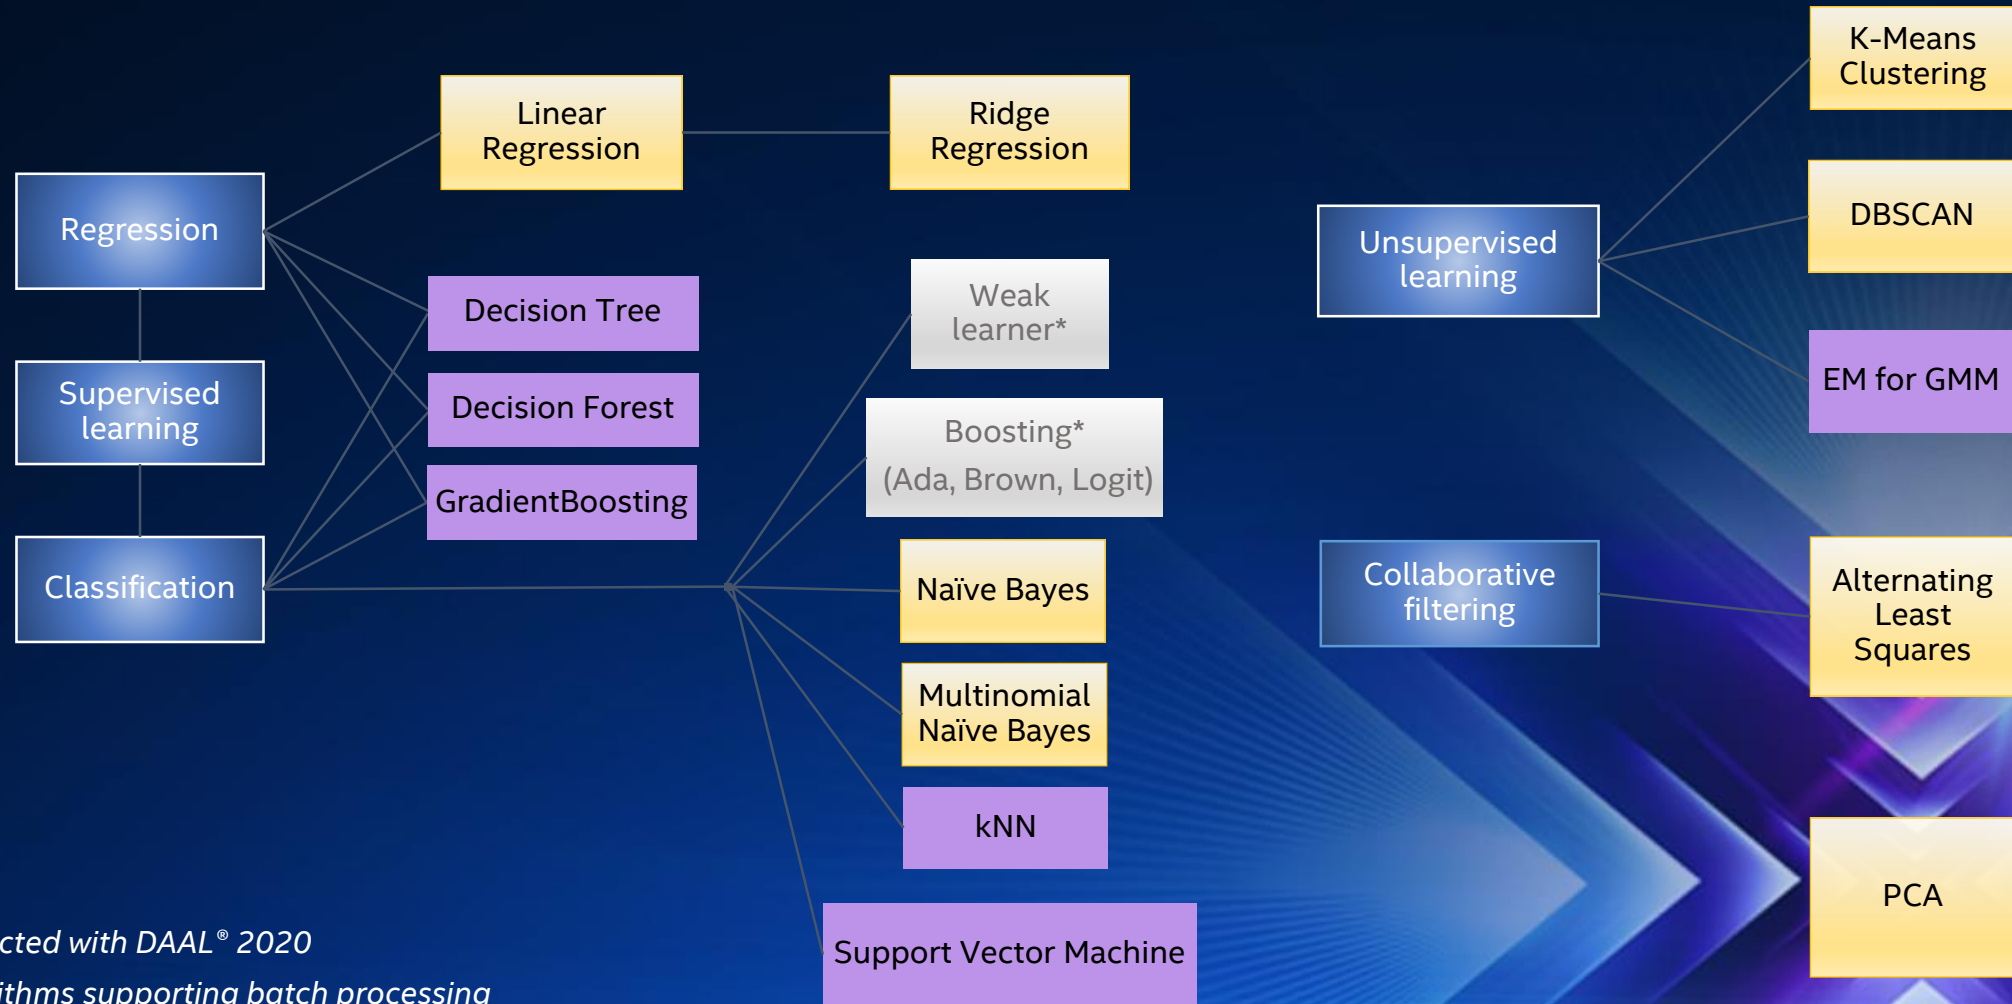 Linear
Regression
Ridge
Regression
Regression
Decision Tree
Supervised
learning
Decision Forest
GradientBoosting
Classification
Weak
learner*
Boosting*
(Ada, Brown, Logit)
Naïve Bayes
Multinomial
Naïve Bayes
kNN
Support Vector Machine
K-Means
Clustering
DBSCAN
Unsupervised
learning
EM for GMM
Collaborative
filtering
Alternating
Least
Squares
PCA
cted with DAAL® 2020
ithms supporting batch processing